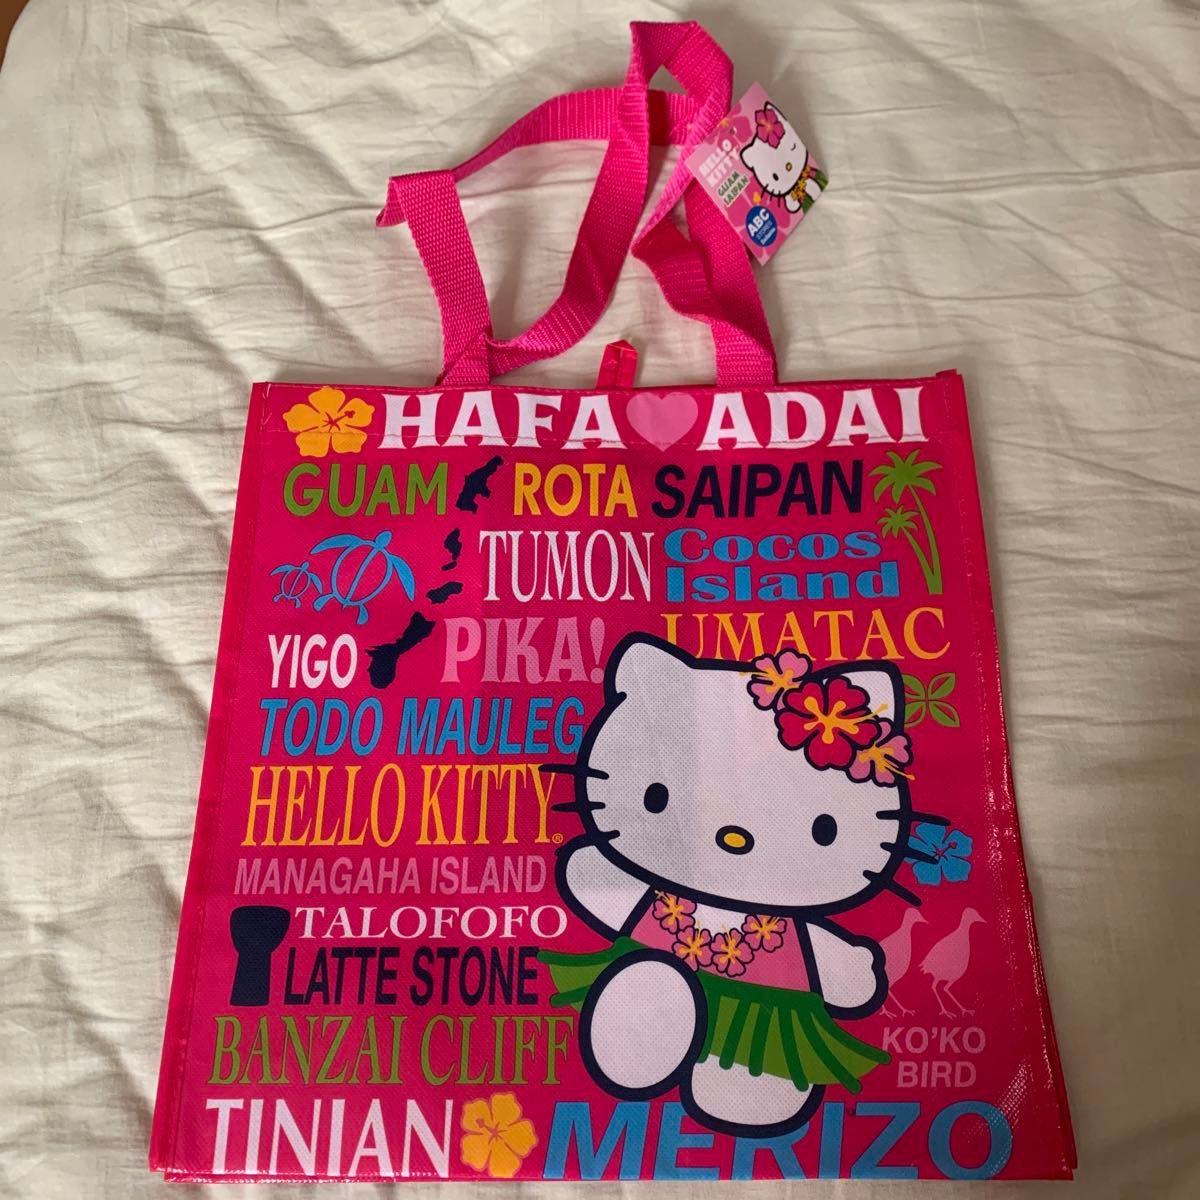 HELLO
KITTY
GUAM
SAIPAN
ABC
STORES
HAFA ADAI
GUAM ROTA SAIPAN
TUMON Cocos
Island
YIGO PIKA! UMATAC
TODO MAULEG
HELLO KITTY®
MANAGAHA ISLAND
TALOFOFO
LATTE STONE
BANZAI CLIFF
KO'KO
BIRD
TINIAN MERIZO